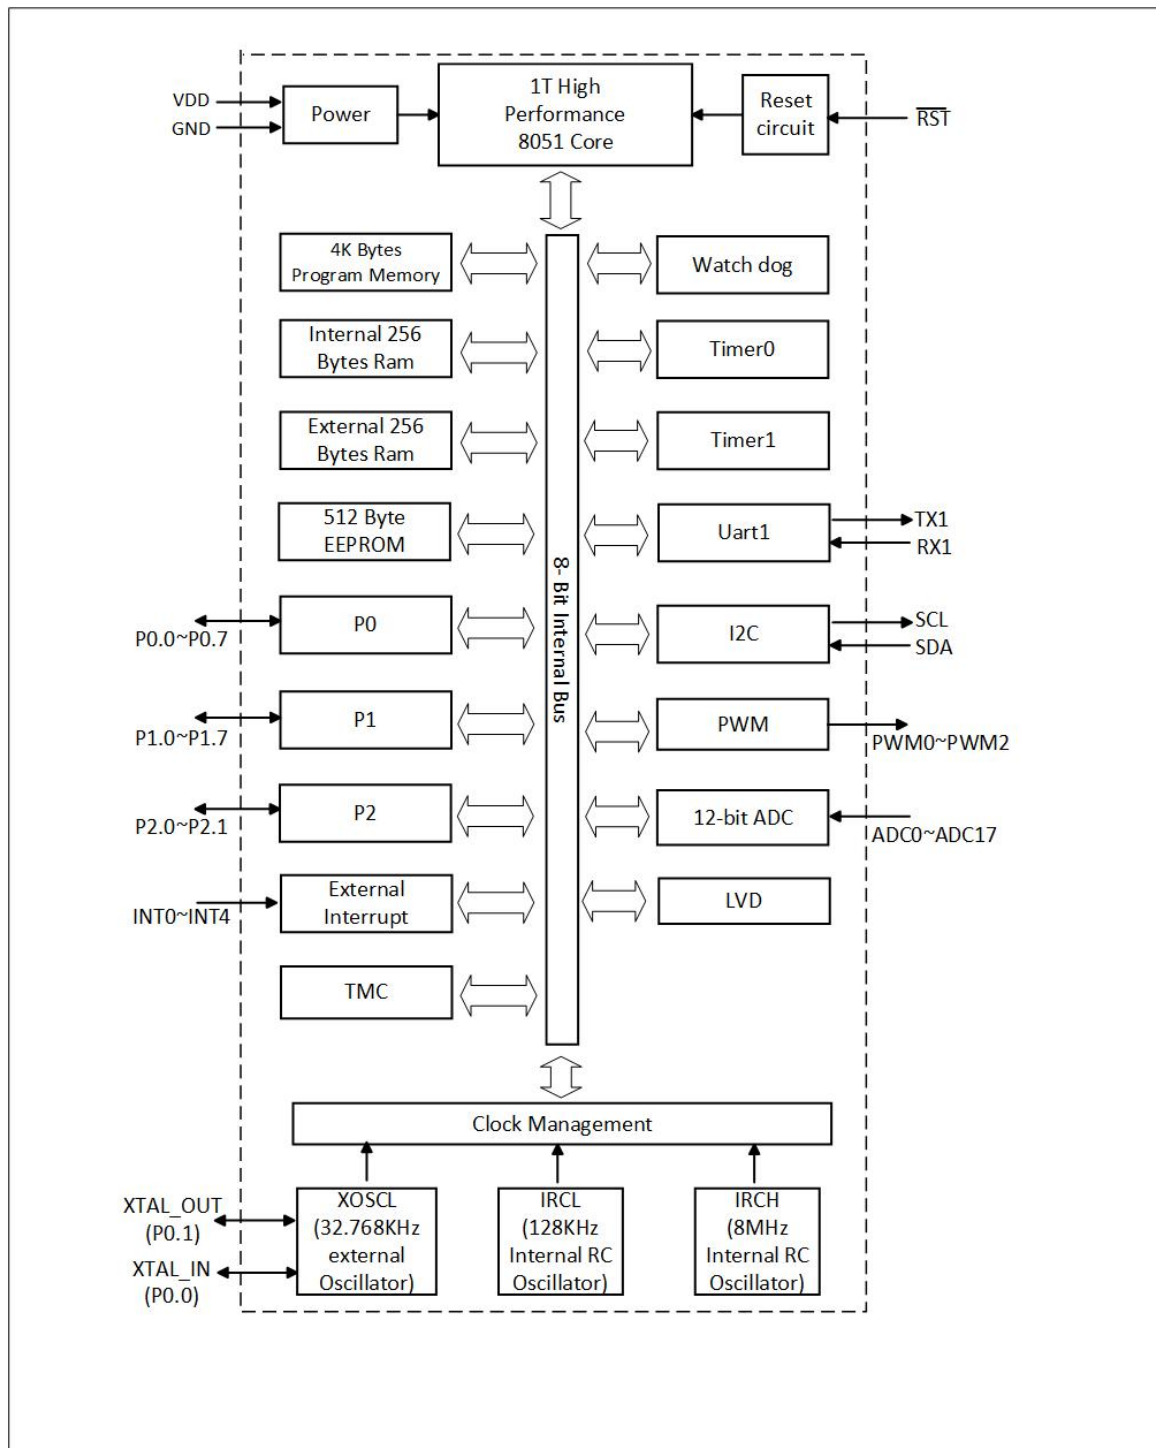 VDD
GND
Power
1T High
Performance
8051 Core
Reset
circuit
RST
4K Bytes
Program Memory
Watch dog
Internal 256
Bytes Ram
Timer0
External 256
Bytes Ram
Timer1
512 Byte
EEPROM
Uart1
TX1
RX1
8- Bit Internal Bus
P0.0~P0.7
P0
I2C
SCL
SDA
P1.0~P1.7
P1
PWM
PWM0~PWM2
P2.0~P2.1
P2
12-bit ADC
ADC0~ADC17
INT0~INT4
External
Interrupt
LVD
TMC
Clock Management
XTAL_OUT
(P0.1)
XTAL_IN
(P0.0)
XOSCL
(32.768KHz
external
Oscillator)
IRCL
(128KHz
Internal RC
Oscillator)
IRCH
(8MHz
Internal RC
Oscillator)